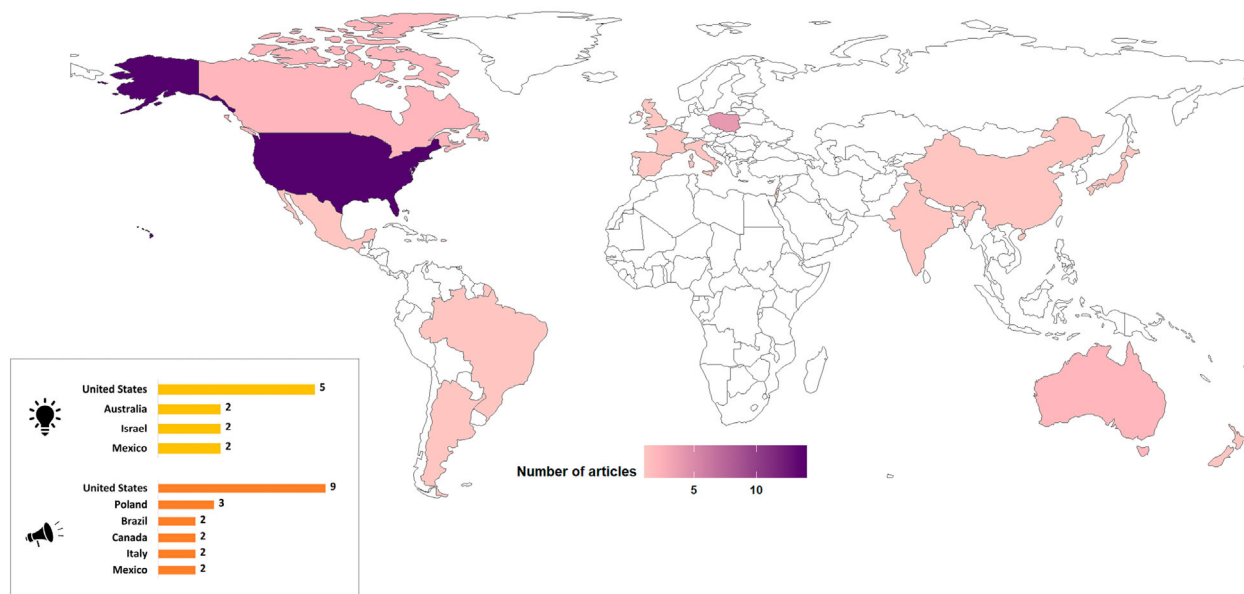 United States 5
Australia 2
Israel 2
Mexico 2
United States 9
Poland 3
Brazil 2
Canada 2
Italy 2
Mexico 2
Number of articles
5 10